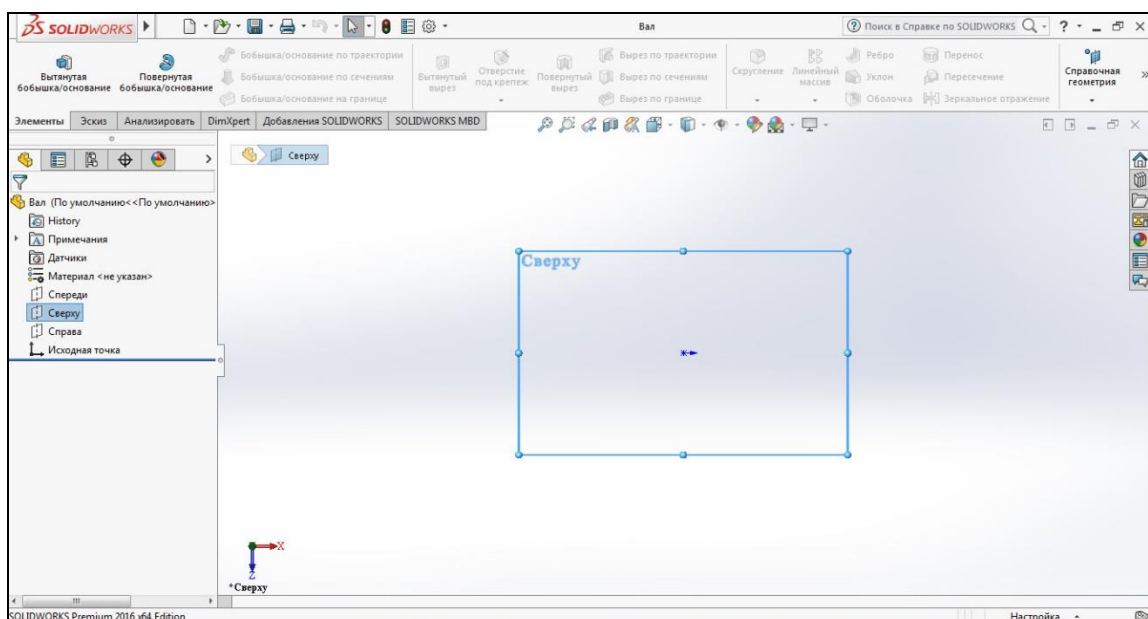 SOLIDWORKS
Вал
Поиск в Справке по SOLIDWORKS
?
Вытянутая бобышка/основание
Повернутая бобышка/основание
Бобышка/основание по траектории
Бобышка/основание по сечениям
Бобышка/основание на границе
Вытянутый вырез
Отверстие под крепеж
Повернутый вырез
Вырез по траектории
Вырез по сечениям
Вырез по границе
Скругление
Линейный массив
Ребро
Уклон
Оболочка
Перенос
Пересечение
Зеркальное отражение
Справочная геометрия
Элементы Эскиз Анализировать DimXpert Добавления SOLIDWORKS SOLIDWORKS MBD
Сверху
Вал (По умолчанию<<По умолчанию>
History
Примечания
Датчики
Материал <не указан>
Спереди
Сверху
Справа
Исходная точка
Сверху
X
Z
*Сверху
SOLIDWORKS Premium 2016 x64 Edition
Настройка